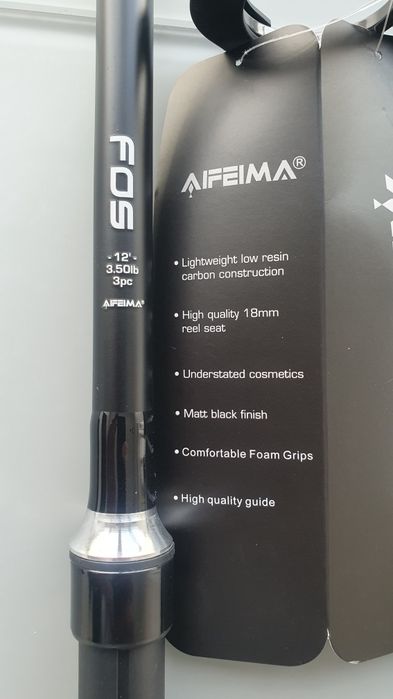 FOS
- 12' -
3.50lb
3pc
AIFEIMA®
AIFEIMA®
• Lightweight low resin
carbon construction
• High quality 18mm
reel seat
• Understated cosmetics
• Matt black finish
• Comfortable Foam Grips
• High quality guide